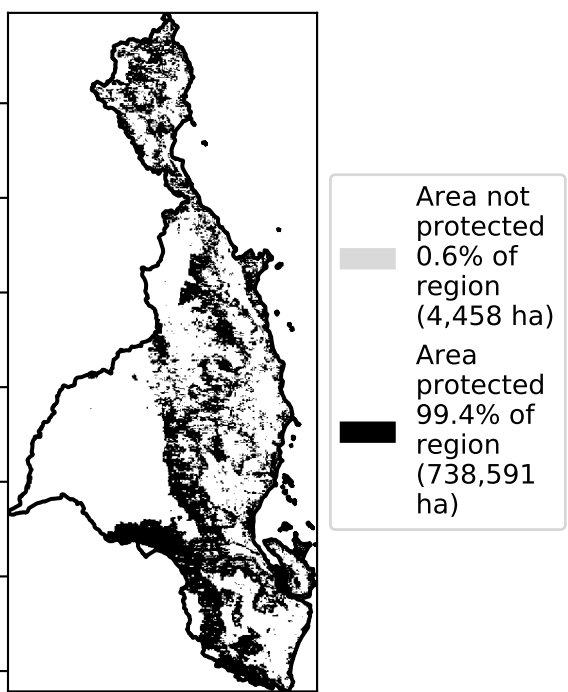 Area not
protected
0.6% of
region
(4,458 ha)
Area
protected
99.4% of
region
(738,591
ha)